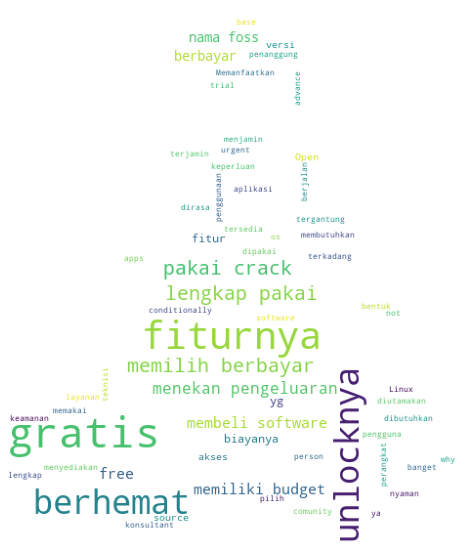 base
nama foss
versi
berbayar
penanggung
Memanfaatkan
advance
trial
menjamin
urgent
terjamin
Open
keperluan
berjalan
penggunaan
aplikasi
dirasa
tergantung
tersedia
fitur
os
membutuhkan
dipakai
apps
terkadang
pakai crack
lengkap pakai
bentuk
conditionally
not
software
fiturnya
memilih berbayar
unlocknya
teknisi
menekan pengeluaran
Linux
layanan
yg
diutamakan
memakai
keamanan
gratis
membeli software
dibutuhkan
biayanya
pengguna
perangkat
akses
person
why
menyediakan
free
banget
lengkap
memiliki budget
nyaman
berhemat
pilih
comunity
ya
source
konsultant